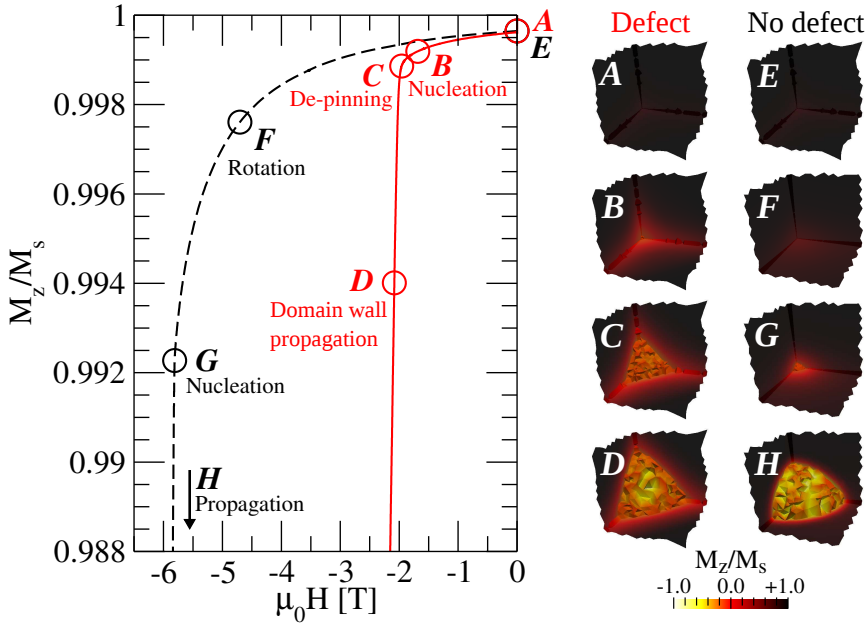 1
0.998
0.996
0.994
0.992
0.99
0.988
M_z/M_s
-6
-5
-4
-3
-2
-1
0
μ₀H [T]
A
E
B
Nucleation
C
De-pinning
F
Rotation
D
Domain wall
propagation
G
Nucleation
H
Propagation
Defect
No defect
A
E
B
F
C
G
D
H
M_z/M_s
-1.0
0.0
+1.0